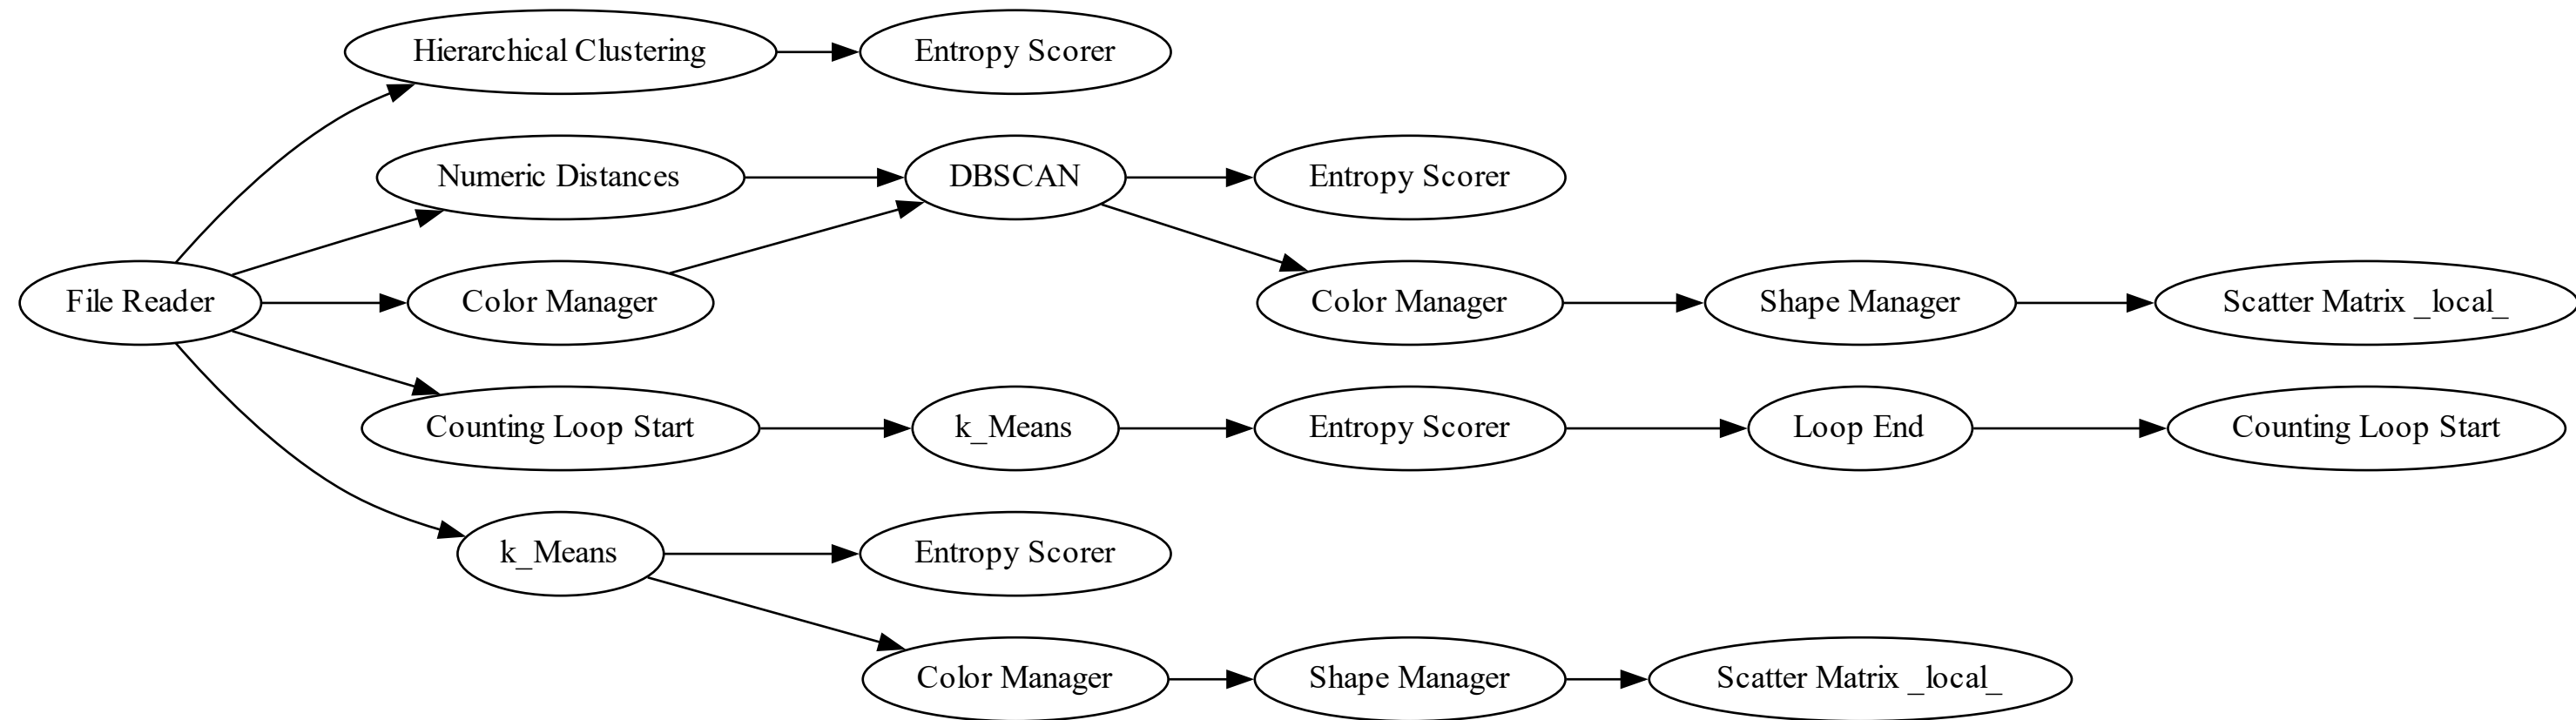 Hierarchical Clustering
Entropy Scorer
Numeric Distances
DBSCAN
Entropy Scorer
File Reader
Color Manager
Color Manager
Shape Manager
Scatter Matrix _local_
Counting Loop Start
k_Means
Entropy Scorer
Loop End
Counting Loop Start
k_Means
Entropy Scorer
Color Manager
Shape Manager
Scatter Matrix _local_